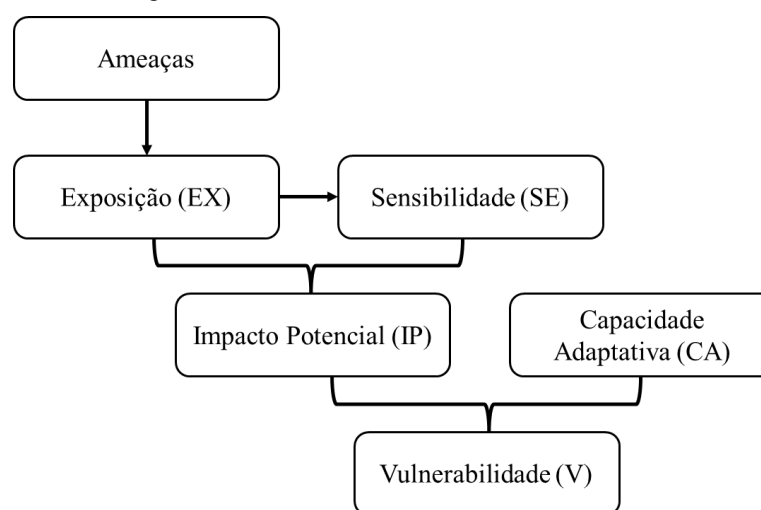 Ameaças
Exposição (EX)
Sensibilidade (SE)
Impacto Potencial (IP)
Capacidade
Adaptativa (CA)
Vulnerabilidade (V)